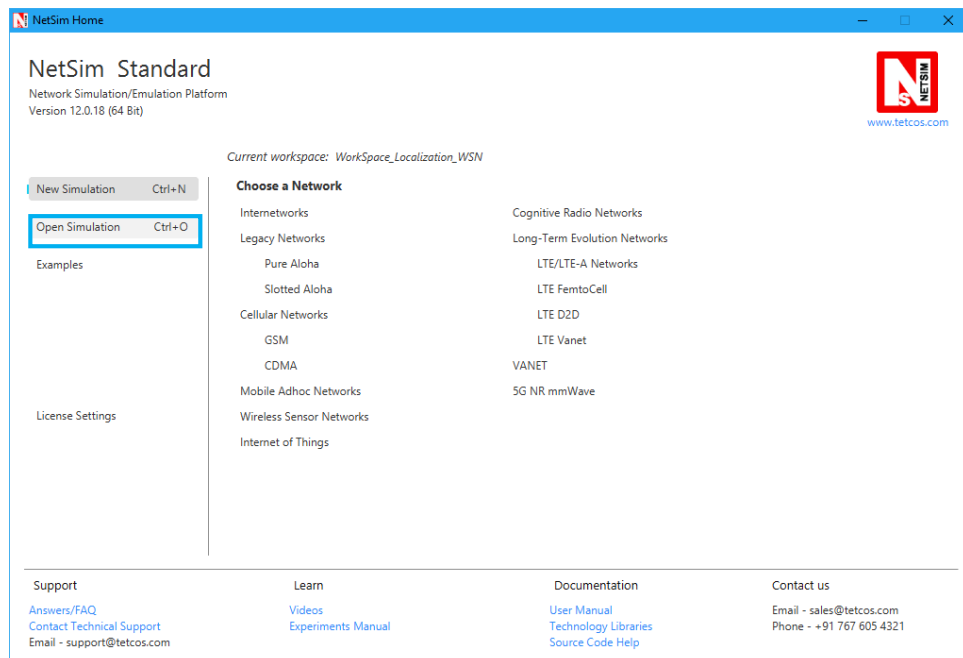 NetSim Home
NetSim Standard
Network Simulation/Emulation Platform
Version 12.0.18 (64 Bit)
N
S
NETSIM
www.tetcos.com
Current workspace: WorkSpace_Localization_WSN
New Simulation Ctrl+N
Open Simulation Ctrl+O
Examples
License Settings
Choose a Network
Internetworks
Legacy Networks
Pure Aloha
Slotted Aloha
Cellular Networks
GSM
CDMA
Mobile Adhoc Networks
Wireless Sensor Networks
Internet of Things
Cognitive Radio Networks
Long-Term Evolution Networks
LTE/LTE-A Networks
LTE FemtoCell
LTE D2D
LTE Vanet
VANET
5G NR mmWave
Support
Answers/FAQ
Contact Technical Support
Email - support@tetcos.com
Learn
Videos
Experiments Manual
Documentation
User Manual
Technology Libraries
Source Code Help
Contact us
Email - sales@tetcos.com
Phone - +91 767 605 4321